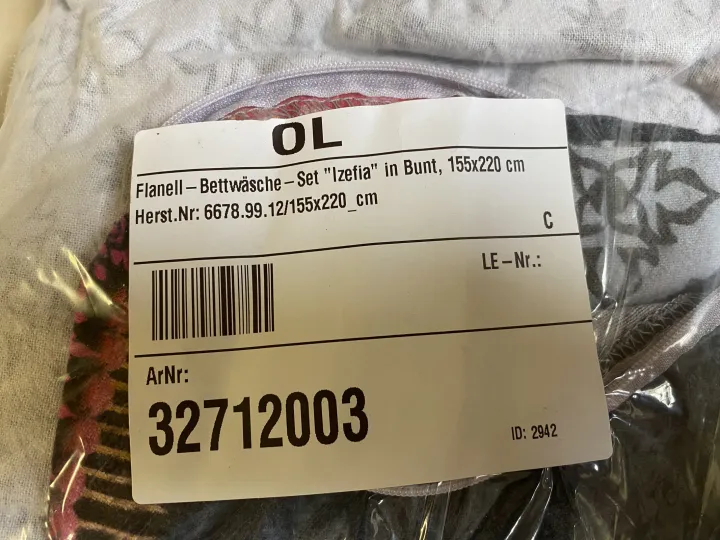 OL
Flanell-Bettwäsche-Set "Izefia" in Bunt, 155x220 cm
Herst.Nr: 6678.99.12/155x220_cm
C
LE-Nr.:
ArNr:
32712003
ID: 2942